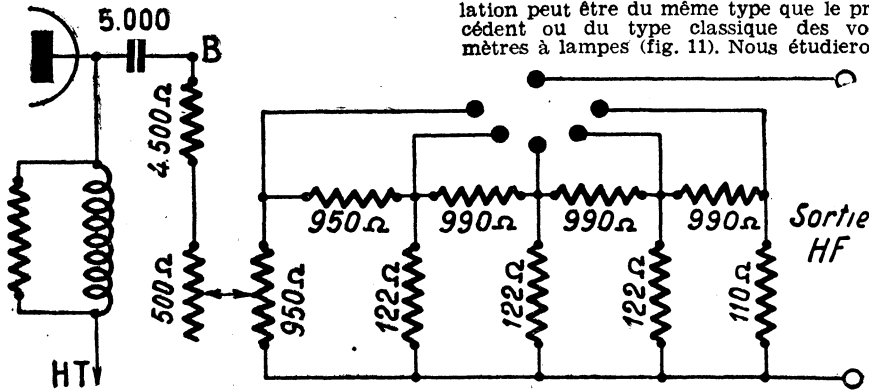 lation peut être du même type que le pr
cédent ou du type classique des vo
mètres à lampes (fig. 11). Nous étudiero
5.000
B
4.500Ω
500Ω
950Ω
950Ω
990Ω
990Ω
990Ω
122Ω
122Ω
122Ω
110Ω
Sortie
HF
HT